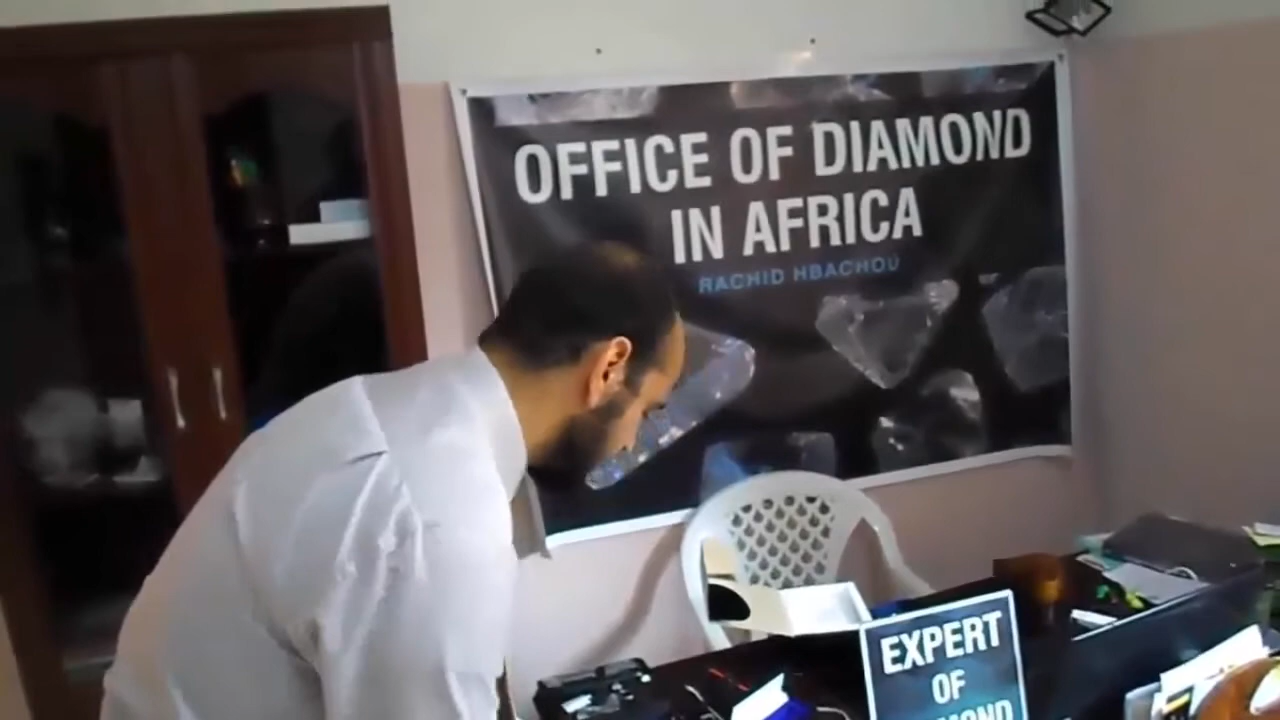 OFFICE OF DIAMOND
IN AFRICA
RACHID HBACHOU
EXPERT
OF